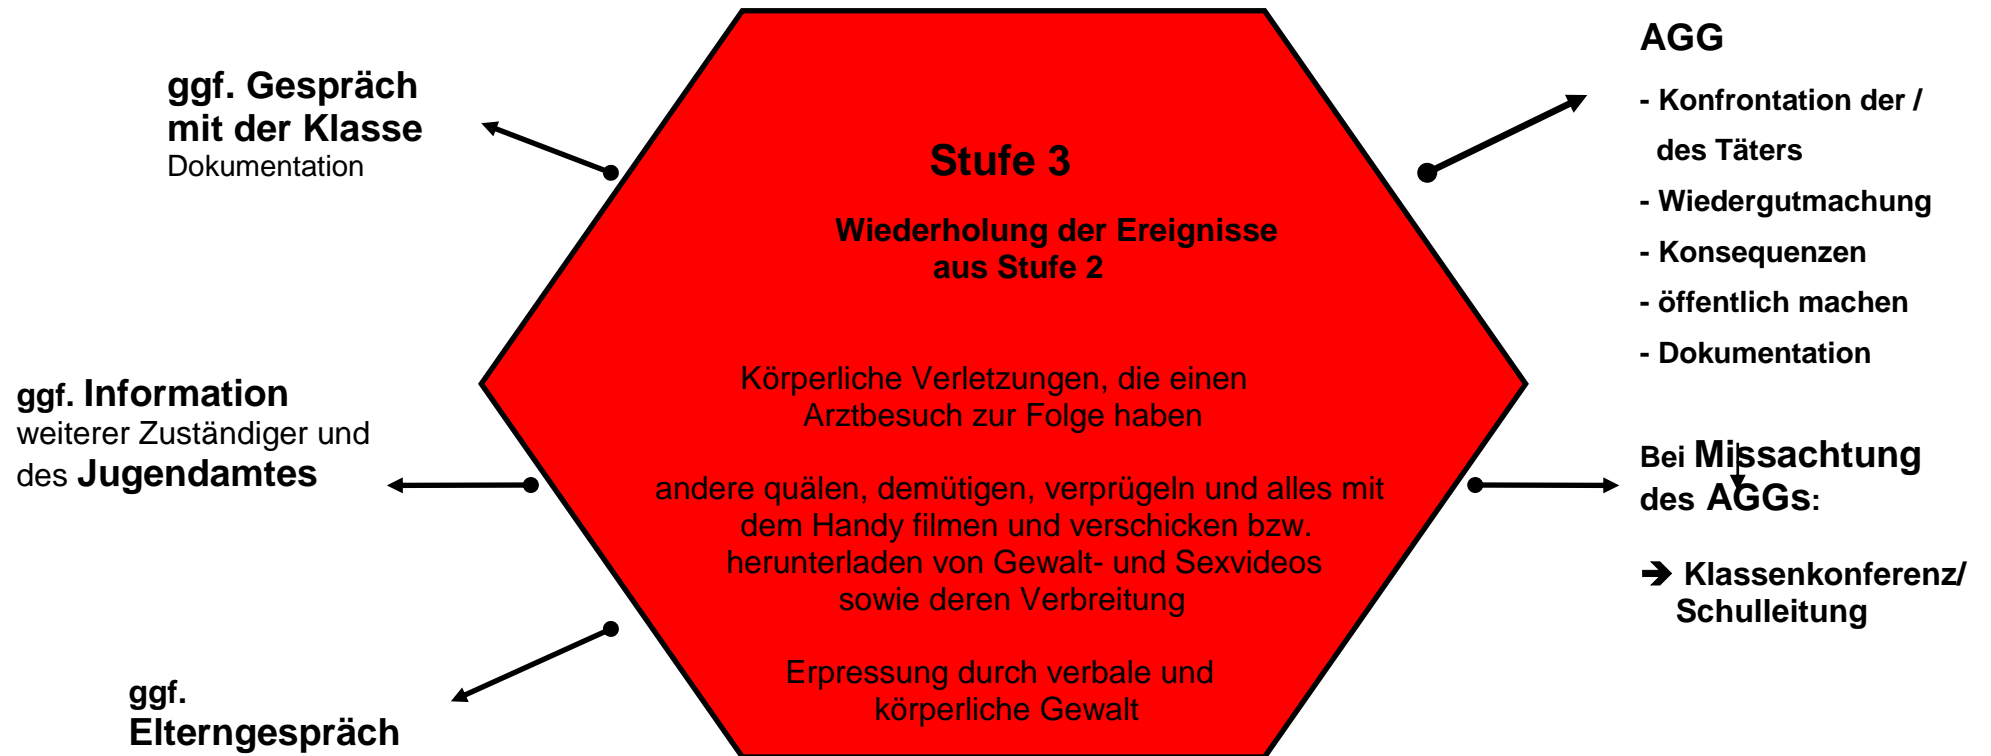 ggf. Gespräch
mit der Klasse
Dokumentation
ggf. Information
weiterer Zuständiger und
des Jugendamtes
ggf.
Elterngespräch
Stufe 3
Wiederholung der Ereignisse
aus Stufe 2
Körperliche Verletzungen, die einen
Arztbesuch zur Folge haben
andere quälen, demütigen, verprügeln und alles mit
dem Handy filmen und verschicken bzw.
herunterladen von Gewalt- und Sexvideos
sowie deren Verbreitung
Erpressung durch verbale und
körperliche Gewalt
AGG
- Konfrontation der /
des Täters
- Wiedergutmachung
- Konsequenzen
- öffentlich machen
- Dokumentation
Bei Missachtung
des AGGs:
➔ Klassenkonferenz/
Schulleitung